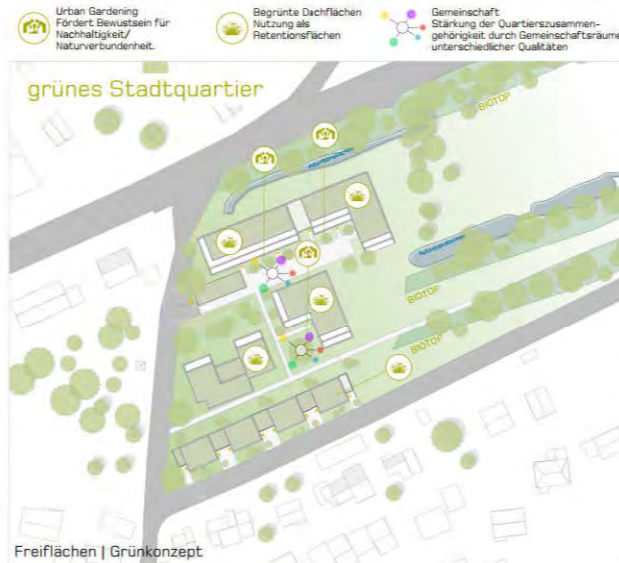 Urban Gardening
Fördert Bewustsein für
Nachhaltigkeit/
Naturverbundenheit.
Begrünte Dachflächen
Nutzung als
Retentionsflächen
Gemeinschaft
Stärkung der Quartierszusammen-
gehörigkeit durch Gemeinschaftsräume
unterschiedlicher Qualitäten
grünes Stadtquartier
BIOTOP
BIOTOP
BIOTOP
Freiflächen | Grünkonzept